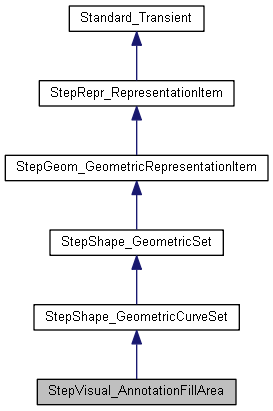 Standard_Transient
StepRepr_RepresentationItem
StepGeom_GeometricRepresentationItem
StepShape_GeometricSet
StepShape_GeometricCurveSet
StepVisual_AnnotationFillArea